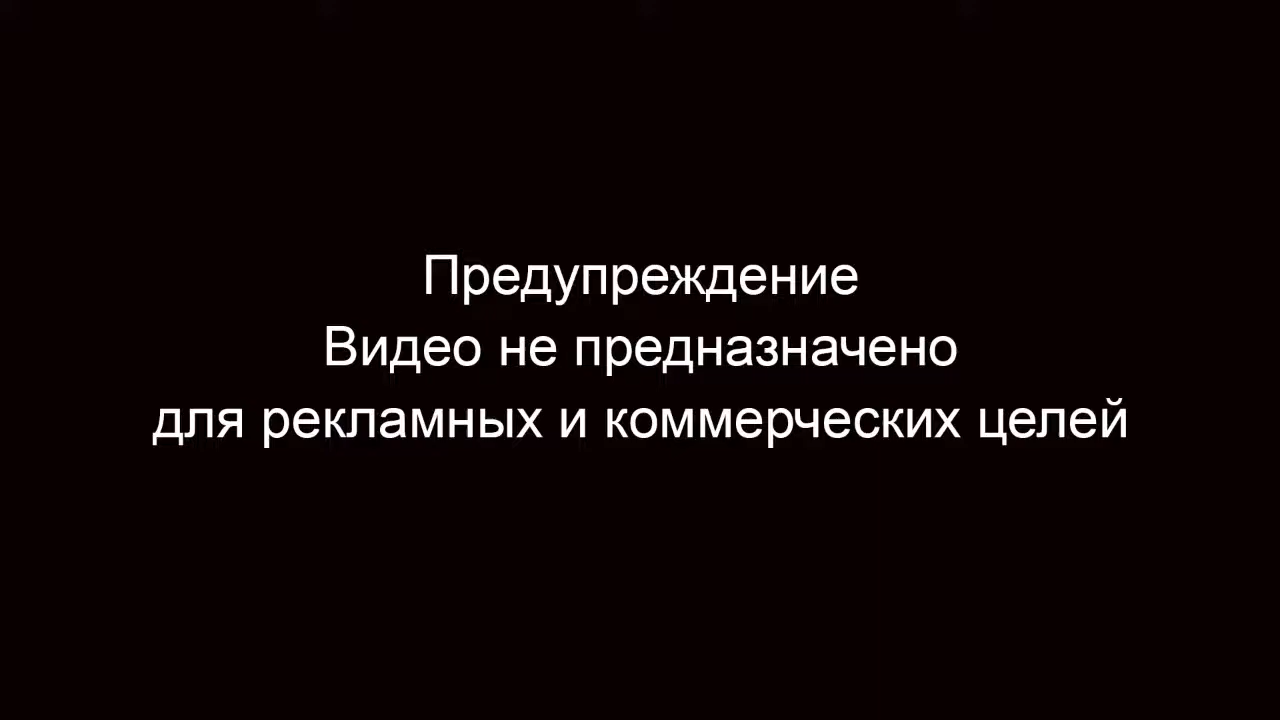 Предупреждение
Видео не предназначено
для рекламных и коммерческих целей